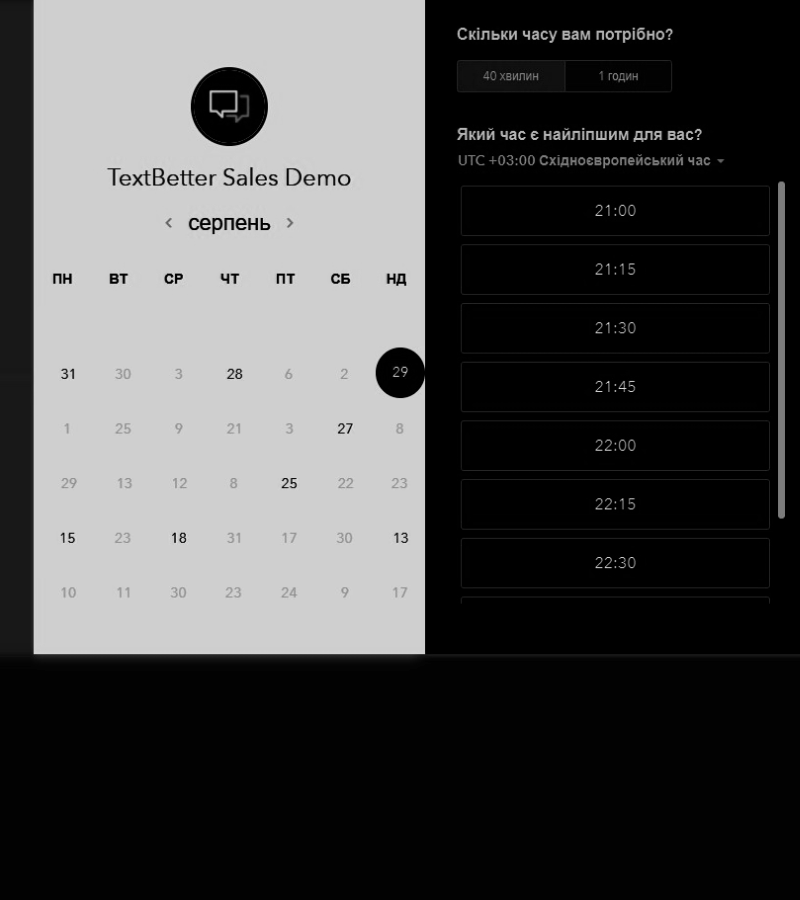 TextBetter Sales Demo
серпень
ПН ВТ СР ЧТ ПТ СБ НД
31 30 3 28 6 2 29
1 25 9 21 3 27 8
29 13 12 8 25 22 23
15 23 18 31 17 30 13
10 11 30 23 24 9 17
Скільки часу вам потрібно?
40 хвилин 1 годин
Який час є найліпшим для вас?
UTC +03:00 Східноєвропейський час
21:00
21:15
21:30
21:45
22:00
22:15
22:30